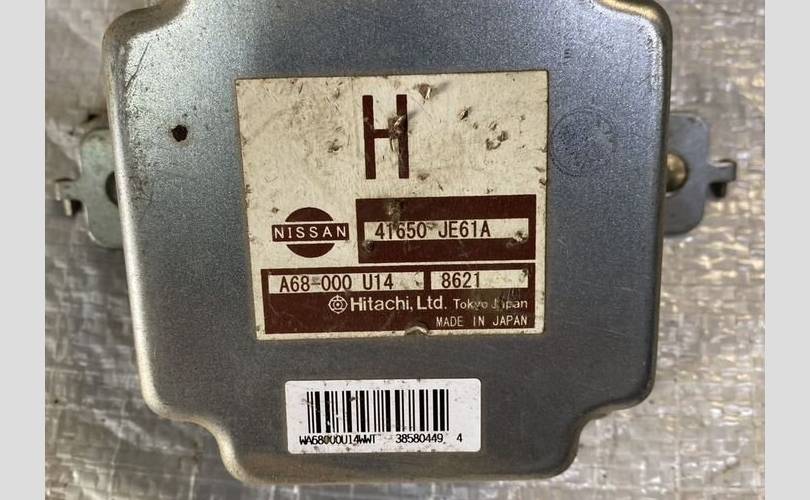 H
NISSAN 41650 JE61A
A68-000 U14 8621
Hitachi, Ltd. Tokyo Japan
MADE IN JAPAN
WA68000U14WWT 38580449 4